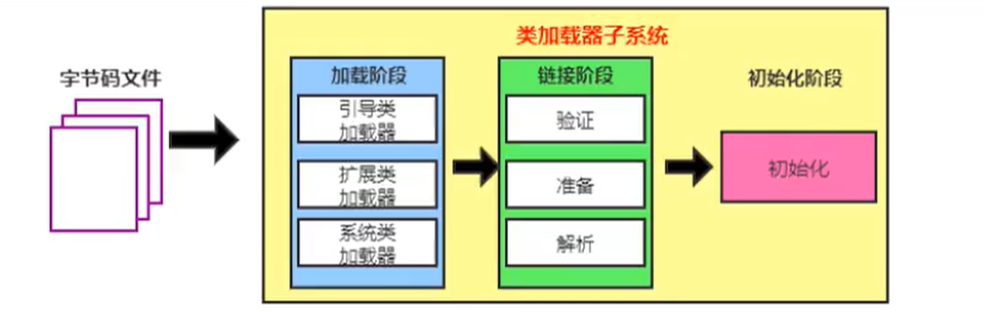 类加载器子系统
字节码文件
加载阶段
引导类
加载器
扩展类
加载器
系统类
加载器
链接阶段
验证
准备
解析
初始化阶段
初始化